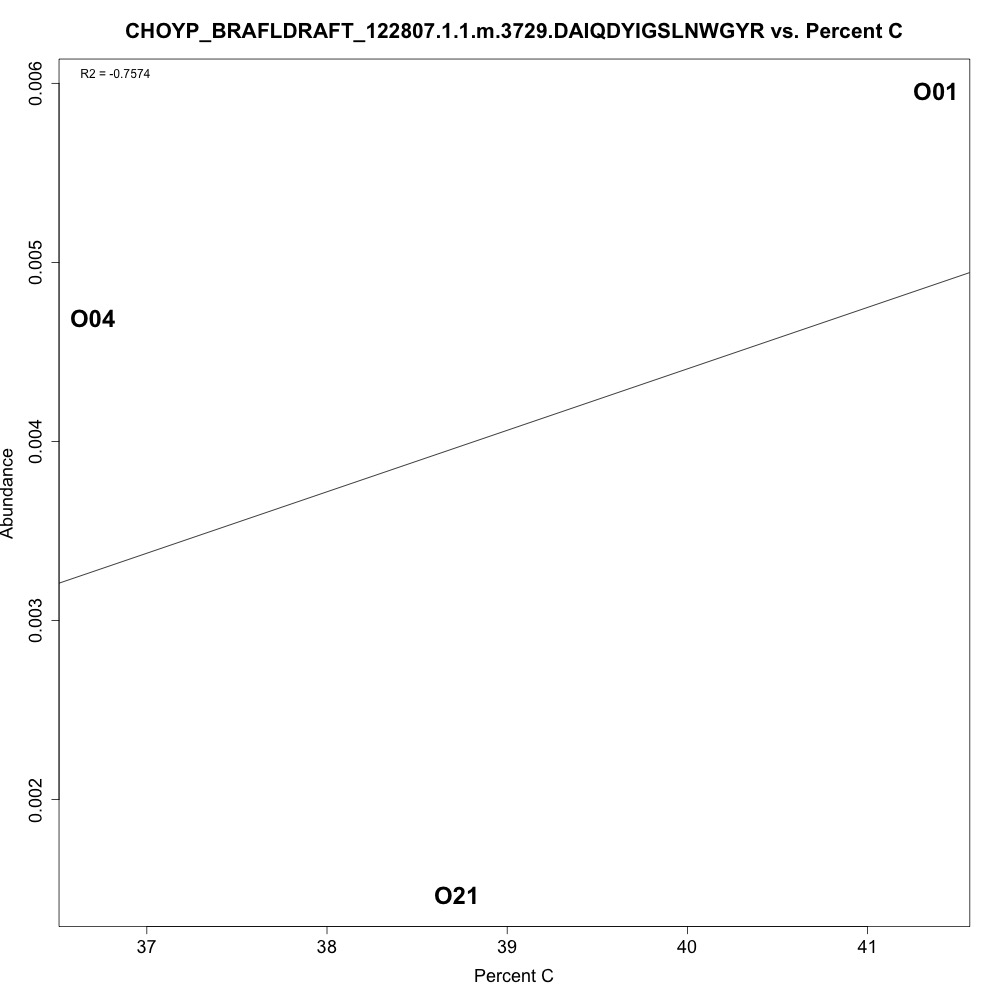 CHOYP_BRAFLDRAFT_122807.1.1.m.3729.DAIQDYIGSLNWGYR vs. Percent C
R2 = -0.7574
0.006
O01
0.005
O04
0.004
Abundance
0.003
0.002
O21
37 38 39 40 41
Percent C